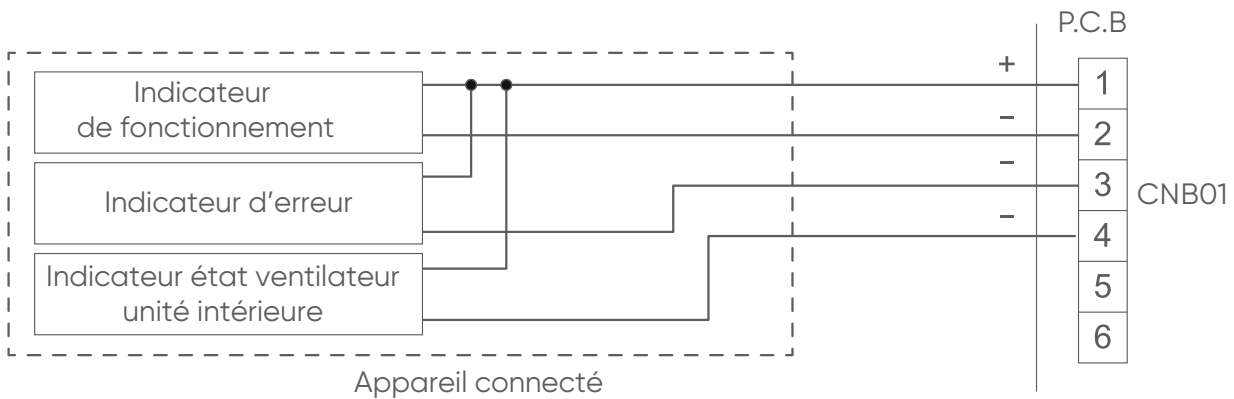 P.C.B
Indicateur
de fonctionnement
+
1
–
2
–
Indicateur d'erreur
3
CNB01
–
4
Indicateur état ventilateur
unité intérieure
5
6
Appareil connecté